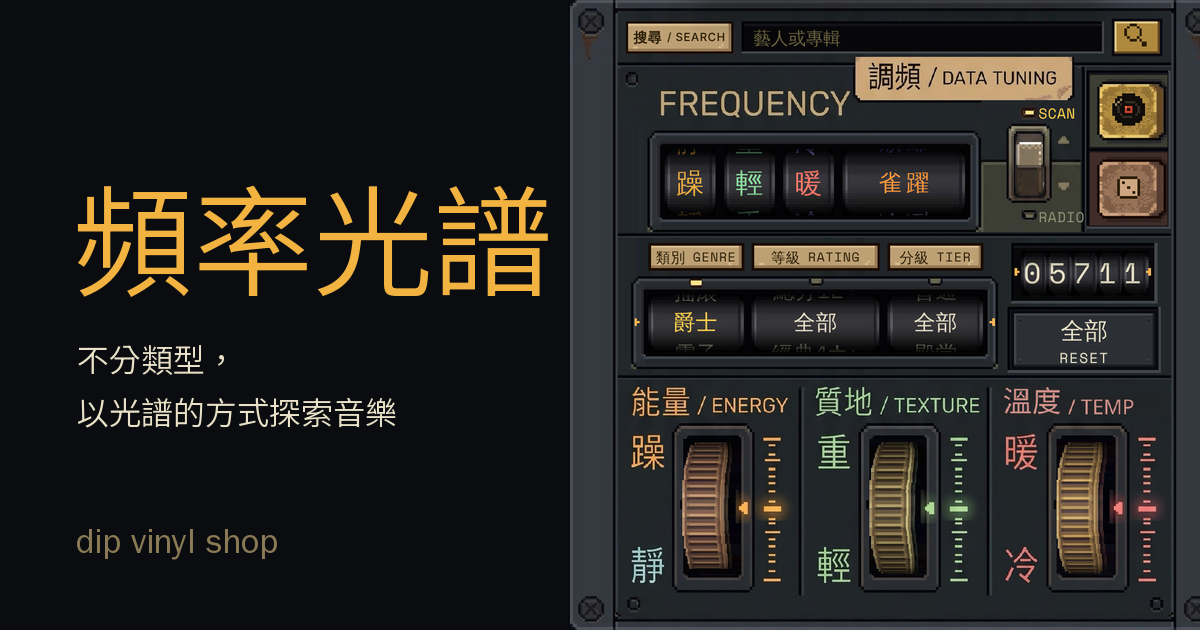 頻率光譜
不分類型，
以光譜的方式探索音樂
dip vinyl shop
搜尋 / SEARCH
藝人或專輯
調頻 / DATA TUNING
FREQUENCY
SCAN
RADIO
躁 輕 暖 雀躍
類別 GENRE
等級 RATING
分級 TIER
爵士
全部
全部
05711
全部
RESET
能量 / ENERGY
躁
靜
質地 / TEXTURE
重
輕
溫度 / TEMP
暖
冷